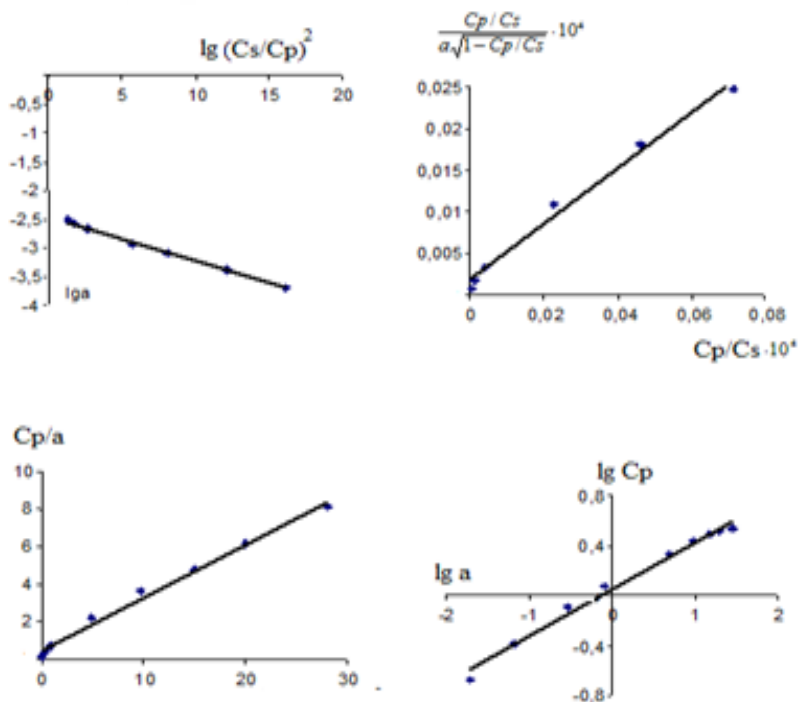 lg (Cs/Cp)²
0 5 10 15 20
-0,5
-1
-1,5
-2
-2,5
-3
-3,5
-4
lga
Cp/Cs
a√1-Cp/Cs ·10⁴
0,025
0,02
0,015
0,01
0,005
0
0 0,02 0,04 0,06 0,08
Cp/Cs ·10⁴
Cp/a
10
8
6
4
2
0 10 20 30
lg Cp
0,8
0,4
lg a
-2 -1 0 1 2
-0,4
-0,8